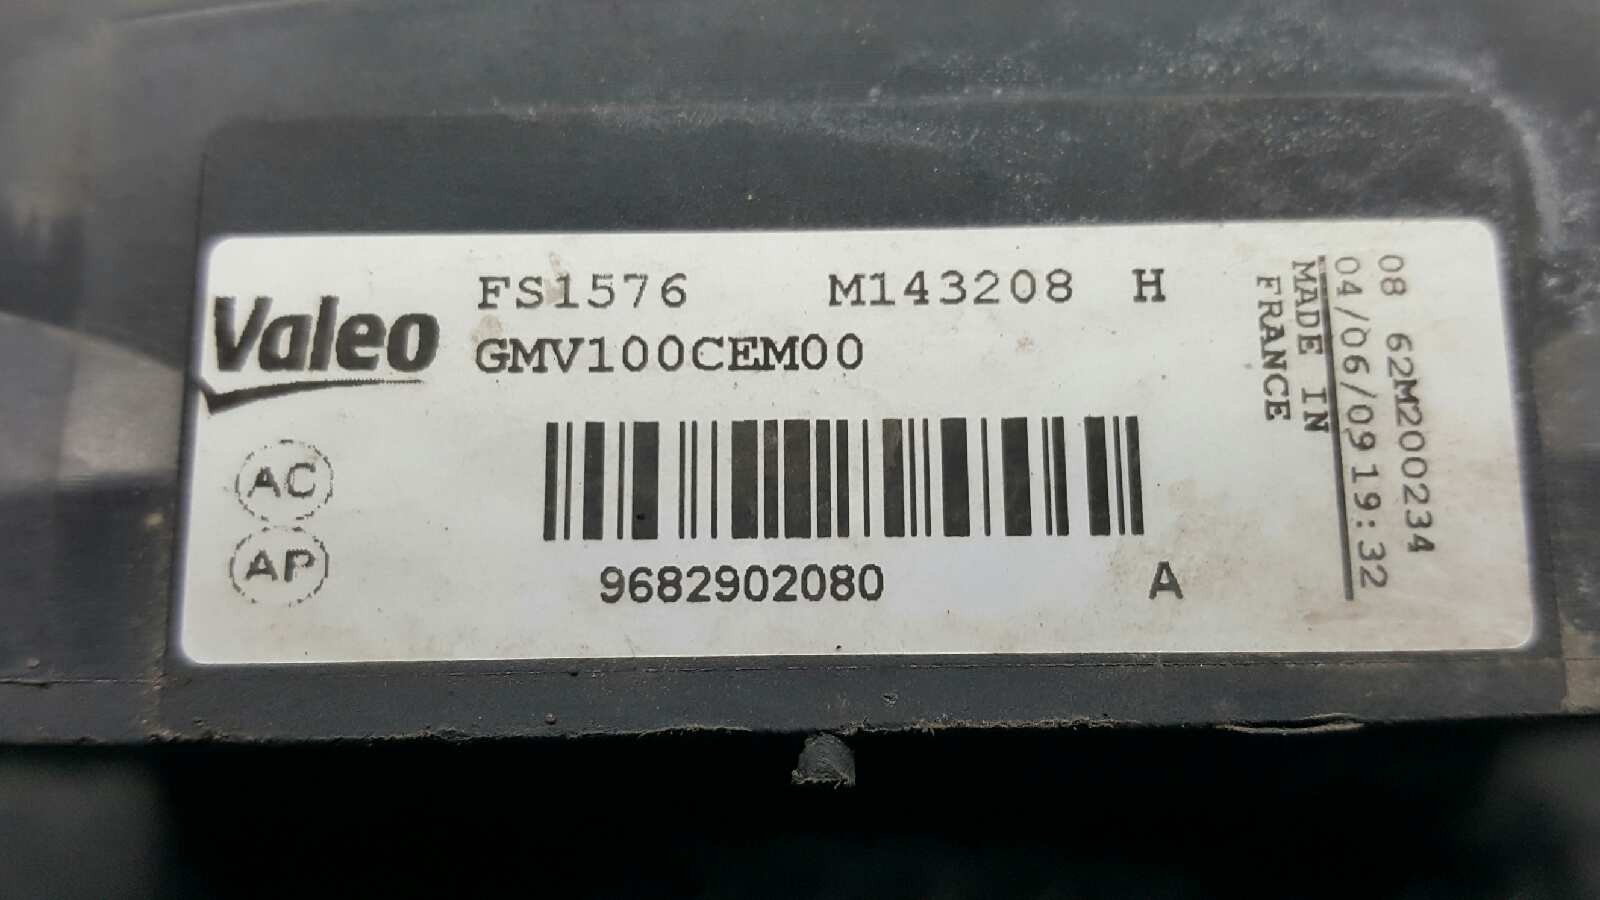 Valeo
FS1576 M143208 H
GMV100CEM00
AC
AP
9682902080 A
MADE IN
FRANCE
04/06/09 19:32
08 62M200234